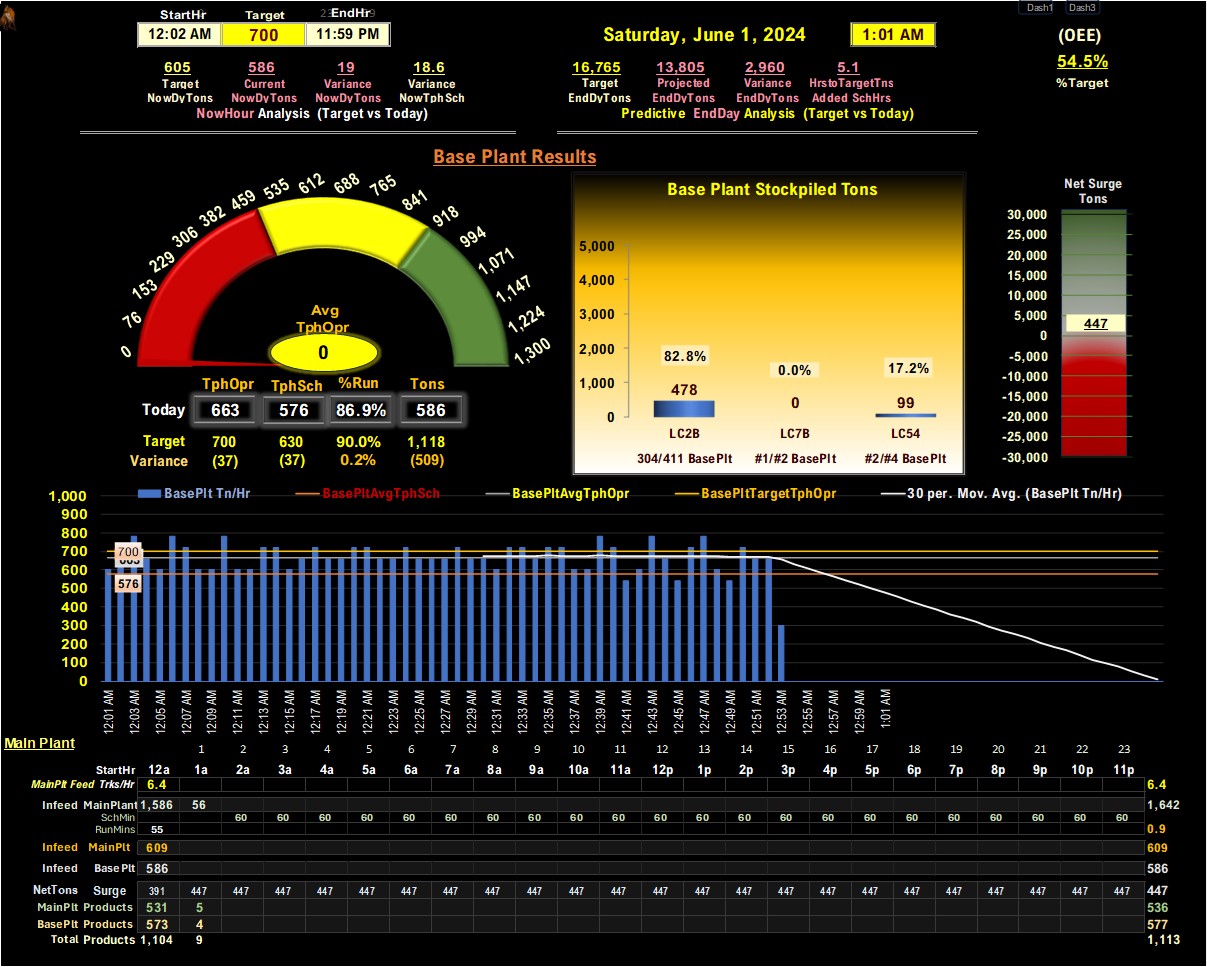 StartHr Target EndHr Dash1 Dash3
12:02 AM 700 11:59 PM Saturday, June 1, 2024 1:01 AM (OEE)
54.5%
605 586 19 18.6 16,765 13,805 2,960 5.1
Target Current Variance Variance Target Projected Variance HrstoTargetTns %Target
NowDyTons NowDyTons NowDyTons NowTphSch EndDyTons EndDyTons EndDyTons Added SchHrs
NowHour Analysis (Target vs Today) Predictive EndDay Analysis (Target vs Today)
Base Plant Results
0 76 153 229 306 382 459 535 612 688 765 841 918 994 1,071 1,147 1,224 1,300
Avg
TphOpr
0
TphOpr TphSch %Run Tons
Today 663 576 86.9% 586
Target 700 630 90.0% 1,118
Variance (37) (37) 0.2% (509)
Base Plant Stockpiled Tons
5,000
4,000
3,000
2,000
1,000
0
82.8% 0.0% 17.2%
478 0 99
LC2B LC7B LC54
304/411 BasePlt #1/#2 BasePlt #2/#4 BasePlt
Net Surge
Tons
30,000
25,000
20,000
15,000
10,000
5,000
447
0
-5,000
-10,000
-15,000
-20,000
-25,000
-30,000
BasePlt Tn/Hr BasePltAvgTphSch BasePltAvgTphOpr BasePltTargetTphOpr 30 per. Mov. Avg. (BasePlt Tn/Hr)
1,000
900
800
700
600
500
400
300
200
100
0
700
663
576
12:01 AM 12:03 AM 12:05 AM 12:07 AM 12:09 AM 12:11 AM 12:13 AM 12:15 AM 12:17 AM 12:19 AM 12:21 AM 12:23 AM 12:25 AM 12:27 AM 12:29 AM 12:31 AM 12:33 AM 12:35 AM 12:37 AM 12:39 AM 12:41 AM 12:43 AM 12:45 AM 12:47 AM 12:49 AM 12:51 AM 12:53 AM 12:55 AM 12:57 AM 12:59 AM 1:01 AM
Main Plant
1 2 3 4 5 6 7 8 9 10 11 12 13 14 15 16 17 18 19 20 21 22 23
StartHr 12a 1a 2a 3a 4a 5a 6a 7a 8a 9a 10a 11a 12p 1p 2p 3p 4p 5p 6p 7p 8p 9p 10p 11p
MainPlt Feed Trks/Hr 6.4 6.4
Infeed MainPlant 1,586 56 1,642
SchMin 60 60 60 60 60 60 60 60 60 60 60 60 60 60 60 60 60 60 60 60 60 60
RunMins 55 0.9
Infeed MainPlt 609 609
Infeed Base Plt 586 586
NetTons Surge 391 447 447 447 447 447 447 447 447 447 447 447 447 447 447 447 447 447 447 447 447 447 447 447 447
MainPlt Products 531 5 536
BasePlt Products 573 4 577
Total Products 1,104 9 1,113